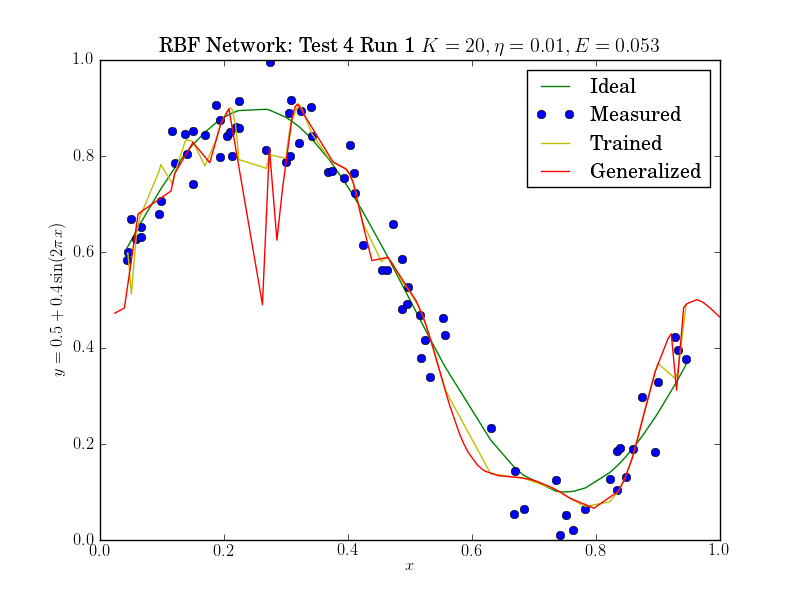 RBF Network: Test 4 Run 1 K = 20, η = 0.01, E = 0.053
1.0
Ideal
Measured
Trained
Generalized
0.8
0.6
y = 0.5 + 0.4 sin(2π x)
0.4
0.2
0.0
0.0 0.2 0.4 0.6 0.8 1.0
x